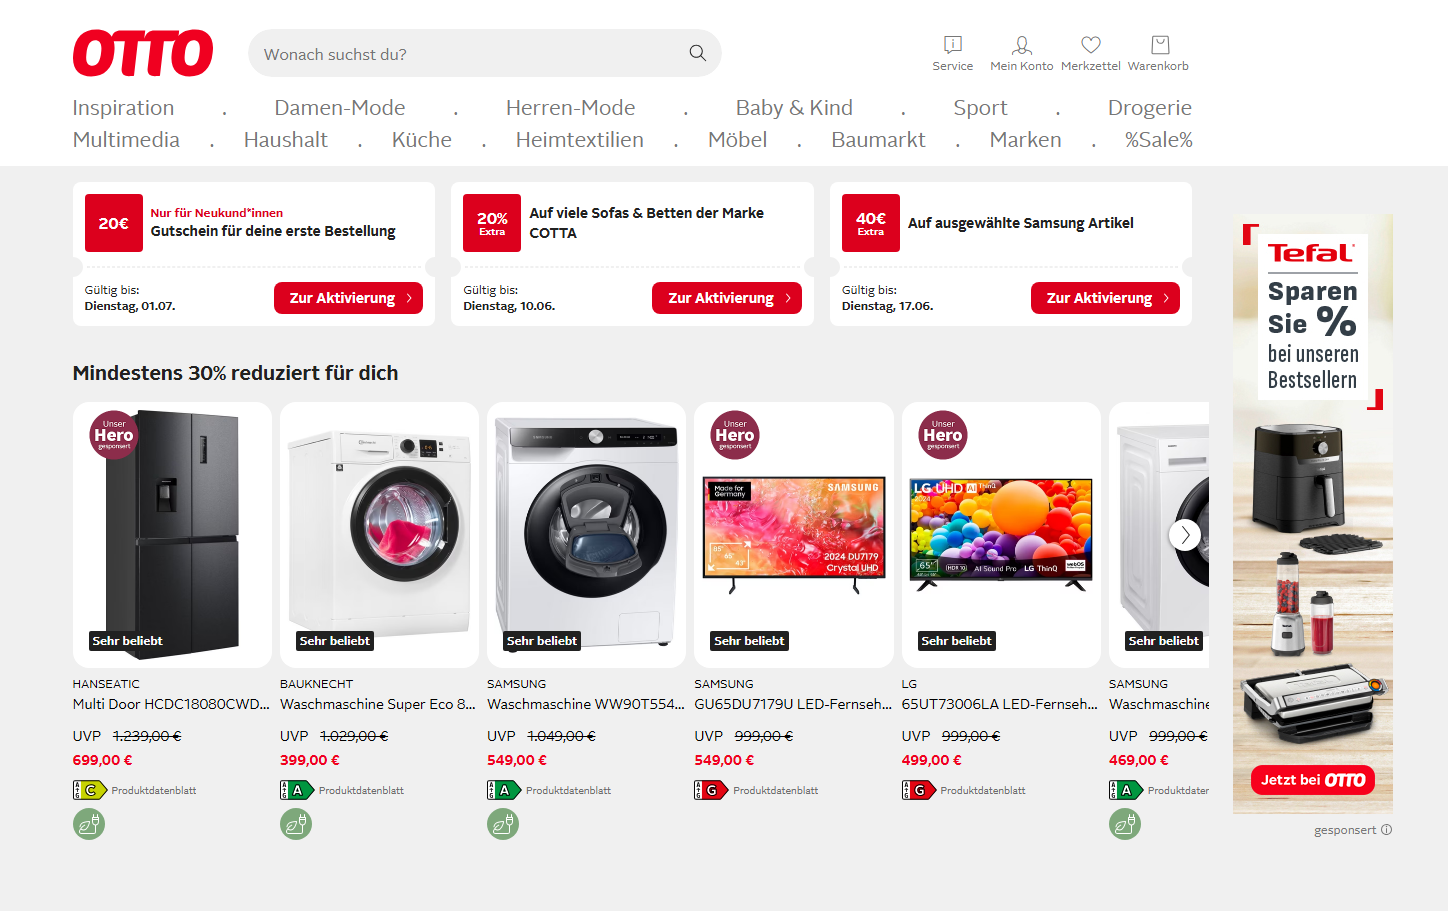 OTTO
Wonach suchst du?
Service
Mein Konto
Merkzettel
Warenkorb
Inspiration . Damen-Mode . Herren-Mode . Baby & Kind . Sport . Drogerie
Multimedia . Haushalt . Küche . Heimtextilien . Möbel . Baumarkt . Marken . %Sale%
20€
Nur für Neukund*innen
Gutschein für deine erste Bestellung
Gültig bis:
Dienstag, 01.07.
Zur Aktivierung
20%
Extra
Auf viele Sofas & Betten der Marke
COTTA
Gültig bis:
Dienstag, 10.06.
Zur Aktivierung
40€
Extra
Auf ausgewählte Samsung Artikel
Gültig bis:
Dienstag, 17.06.
Zur Aktivierung
Mindestens 30% reduziert für dich
Unser
Hero
gesponsert
Sehr beliebt
HANSEATIC
Multi Door HCDC18080CWD...
UVP 1.239,00 €
699,00 €
A
G
C
Produktdatenblatt
Sehr beliebt
BAUKNECHT
Waschmaschine Super Eco 8...
UVP 1.029,00 €
399,00 €
A
G
A
Produktdatenblatt
SAMSUNG
Sehr beliebt
SAMSUNG
Waschmaschine WW90T554...
UVP 1.049,00 €
549,00 €
A
G
A
Produktdatenblatt
Unser
Hero
gesponsert
Made for
Germany
SAMSUNG
85"
65"
43"
2024 DU7179
Crystal UHD
Sehr beliebt
SAMSUNG
GU65DU7179U LED-Fernseh...
UVP 999,00 €
549,00 €
A
G
G
Produktdatenblatt
Unser
Hero
gesponsert
LG UHD AI ThinQ
2024
65"
HDR 10
AI Sound Pro
LG ThinQ
webOS
Sehr beliebt
LG
65UT73006LA LED-Fernseh...
UVP 999,00 €
499,00 €
A
G
G
Produktdatenblatt
Sehr beliebt
SAMSUNG
Waschmaschine
UVP 999,00 €
469,00 €
A
G
A
Produktdaten
Tefal
Sparen
Sie %
bei unseren
Bestsellern
Jetzt bei OTTO
gesponsert